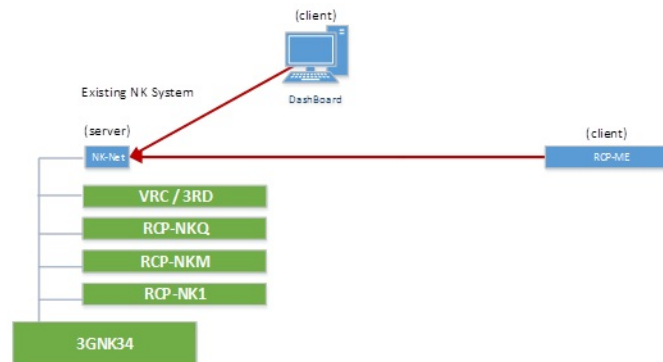 (client)
DashBoard
Existing NK System
(server)
NK-Net
(client)
RCP-ME
VRC / 3RD
RCP-NKQ
RCP-NKM
RCP-NK1
3GNK34